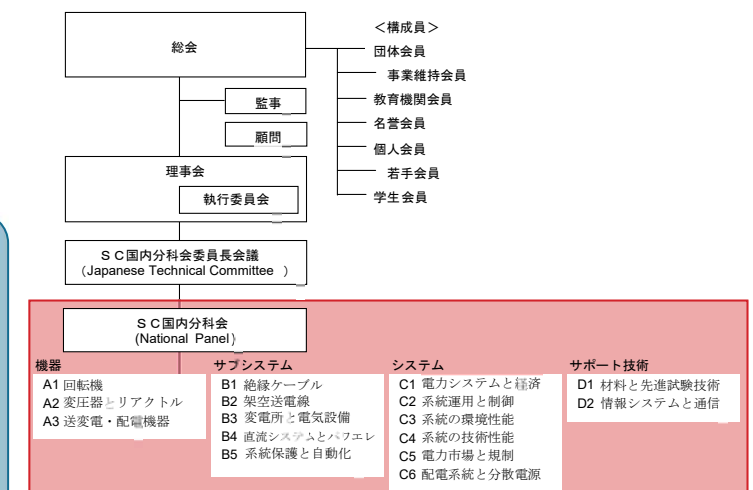 総会
＜構成員＞
団体会員
事業維持会員
教育機関会員
名誉会員
個人会員
若手会員
学生会員
監事
顧問
理事会
執行委員会
ＳＣ国内分科会委員長会議
(Japanese Technical Committee )
ＳＣ国内分科会
(National Panel)
機器
A1 回転機
A2 変圧器とリアクトル
A3 送変電・配電機器
サブシステム
B1 絶縁ケーブル
B2 架空送電線
B3 変電所と電気設備
B4 直流システムとパワエレ
B5 系統保護と自動化
システム
C1 電力システムと経済
C2 系統運用と制御
C3 系統の環境性能
C4 系統の技術性能
C5 電力市場と規制
C6 配電系統と分散電源
サポート技術
D1 材料と先進試験技術
D2 情報システムと通信